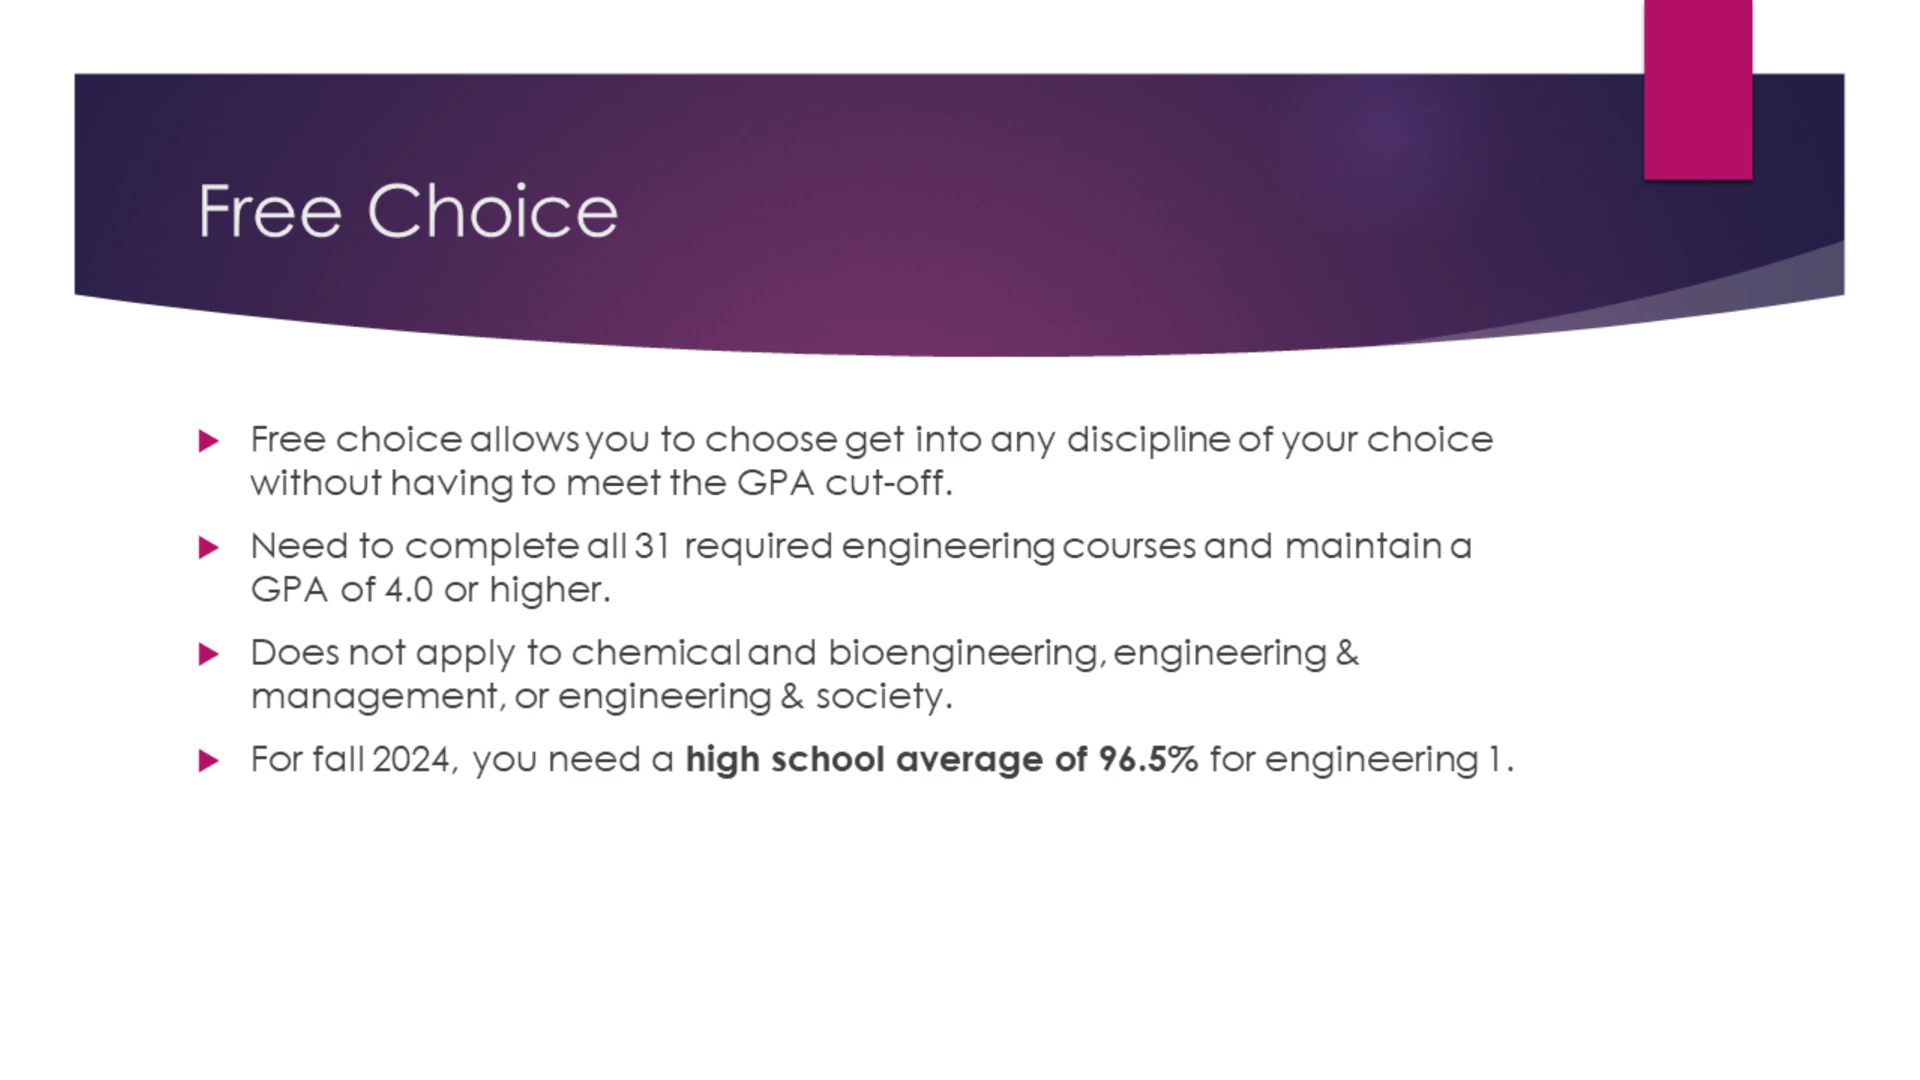 Free Choice
Free choice allows you to choose get into any discipline of your choice
without having to meet the GPA cut-off.
Need to complete all 31 required engineering courses and maintain a
GPA of 4.0 or higher.
Does not apply to chemical and bioengineering, engineering &
management, or engineering & society.
For fall 2024, you need a high school average of 96.5% for engineering 1.